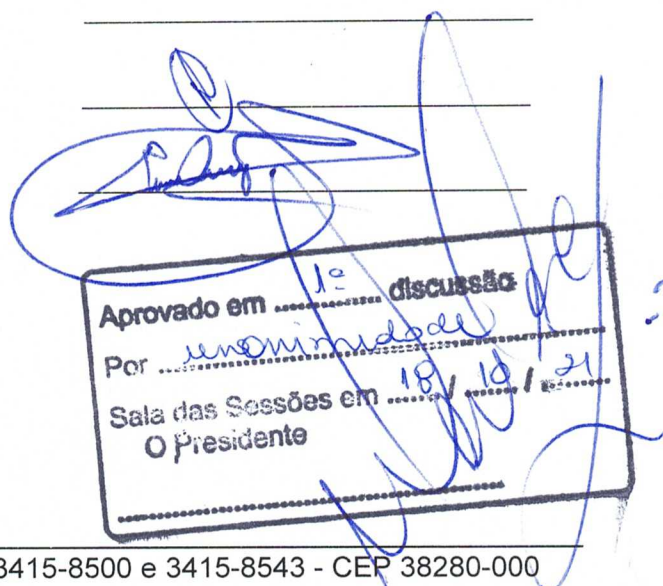 Aprovado em 1ª discussão
Por unanimidade
Sala das Sessões em 18 / 10 / 21
O Presidente
3415-8500 e 3415-8543 - CEP 38280-000